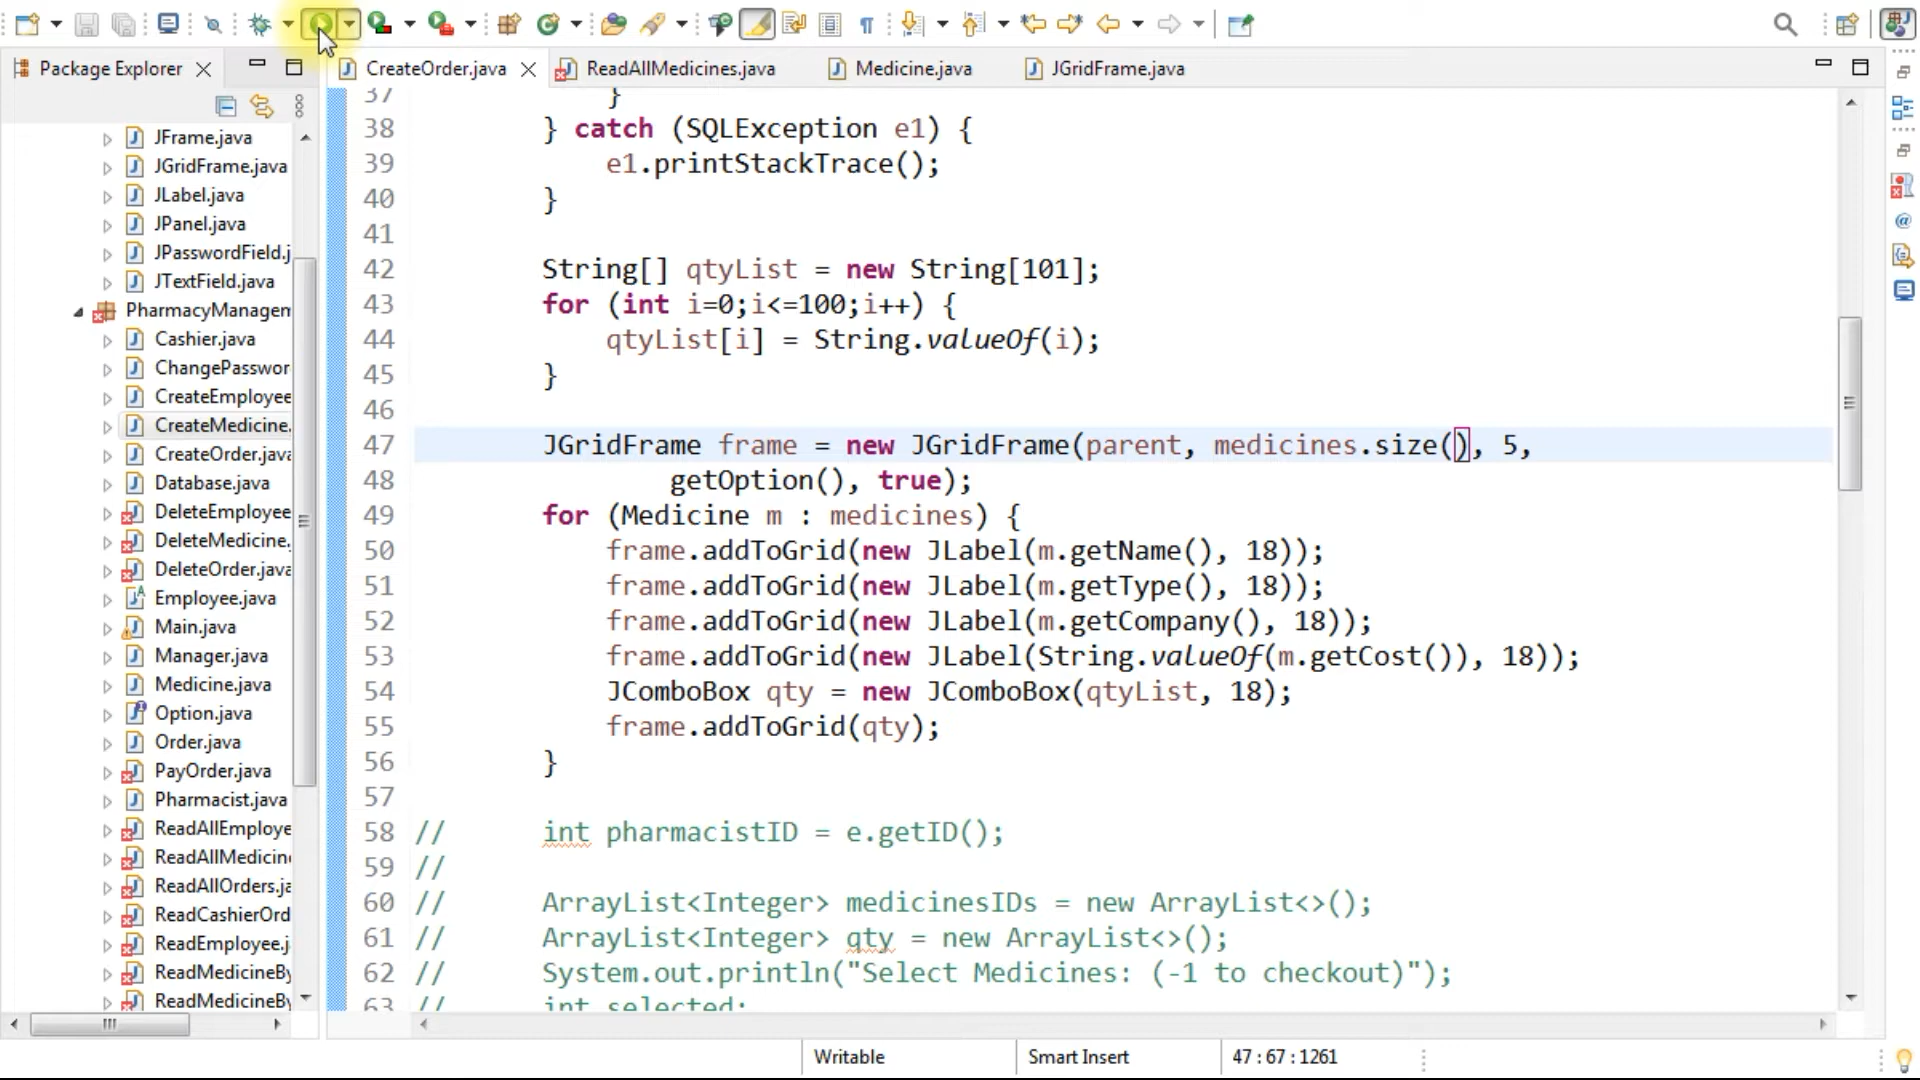 Package Explorer
JFrame.java
JGridFrame.java
JLabel.java
JPanel.java
JPasswordField.j
JTextField.java
PharmacyManagem
Cashier.java
ChangePasswor
CreateEmployee
CreateMedicine.
CreateOrder.java
Database.java
DeleteEmployee
DeleteMedicine.
DeleteOrder.java
Employee.java
Main.java
Manager.java
Medicine.java
Option.java
Order.java
PayOrder.java
Pharmacist.java
ReadAllEmploye
ReadAllMedicin
ReadAllOrders.ja
ReadCashierOrd
ReadEmployee.j
ReadMedicineBy
ReadMedicineBy
CreateOrder.java ReadAllMedicines.java Medicine.java JGridFrame.java
37 }
38 } catch (SQLException e1) {
39 e1.printStackTrace();
40 }
41
42 String[] qtyList = new String[101];
43 for (int i=0;i<=100;i++) {
44 qtyList[i] = String.valueOf(i);
45 }
46
47 JGridFrame frame = new JGridFrame(parent, medicines.size(), 5,
48 getOption(), true);
49 for (Medicine m : medicines) {
50 frame.addToGrid(new JLabel(m.getName(), 18));
51 frame.addToGrid(new JLabel(m.getType(), 18));
52 frame.addToGrid(new JLabel(m.getCompany(), 18));
53 frame.addToGrid(new JLabel(String.valueOf(m.getCost()), 18));
54 JComboBox qty = new JComboBox(qtyList, 18);
55 frame.addToGrid(qty);
56 }
57
58 // int pharmacistID = e.getID();
59 //
60 // ArrayList<Integer> medicinesIDs = new ArrayList<>();
61 // ArrayList<Integer> qty = new ArrayList<>();
62 // System.out.println("Select Medicines: (-1 to checkout)");
63 // int selected;
Writable Smart Insert 47 : 67 : 1261